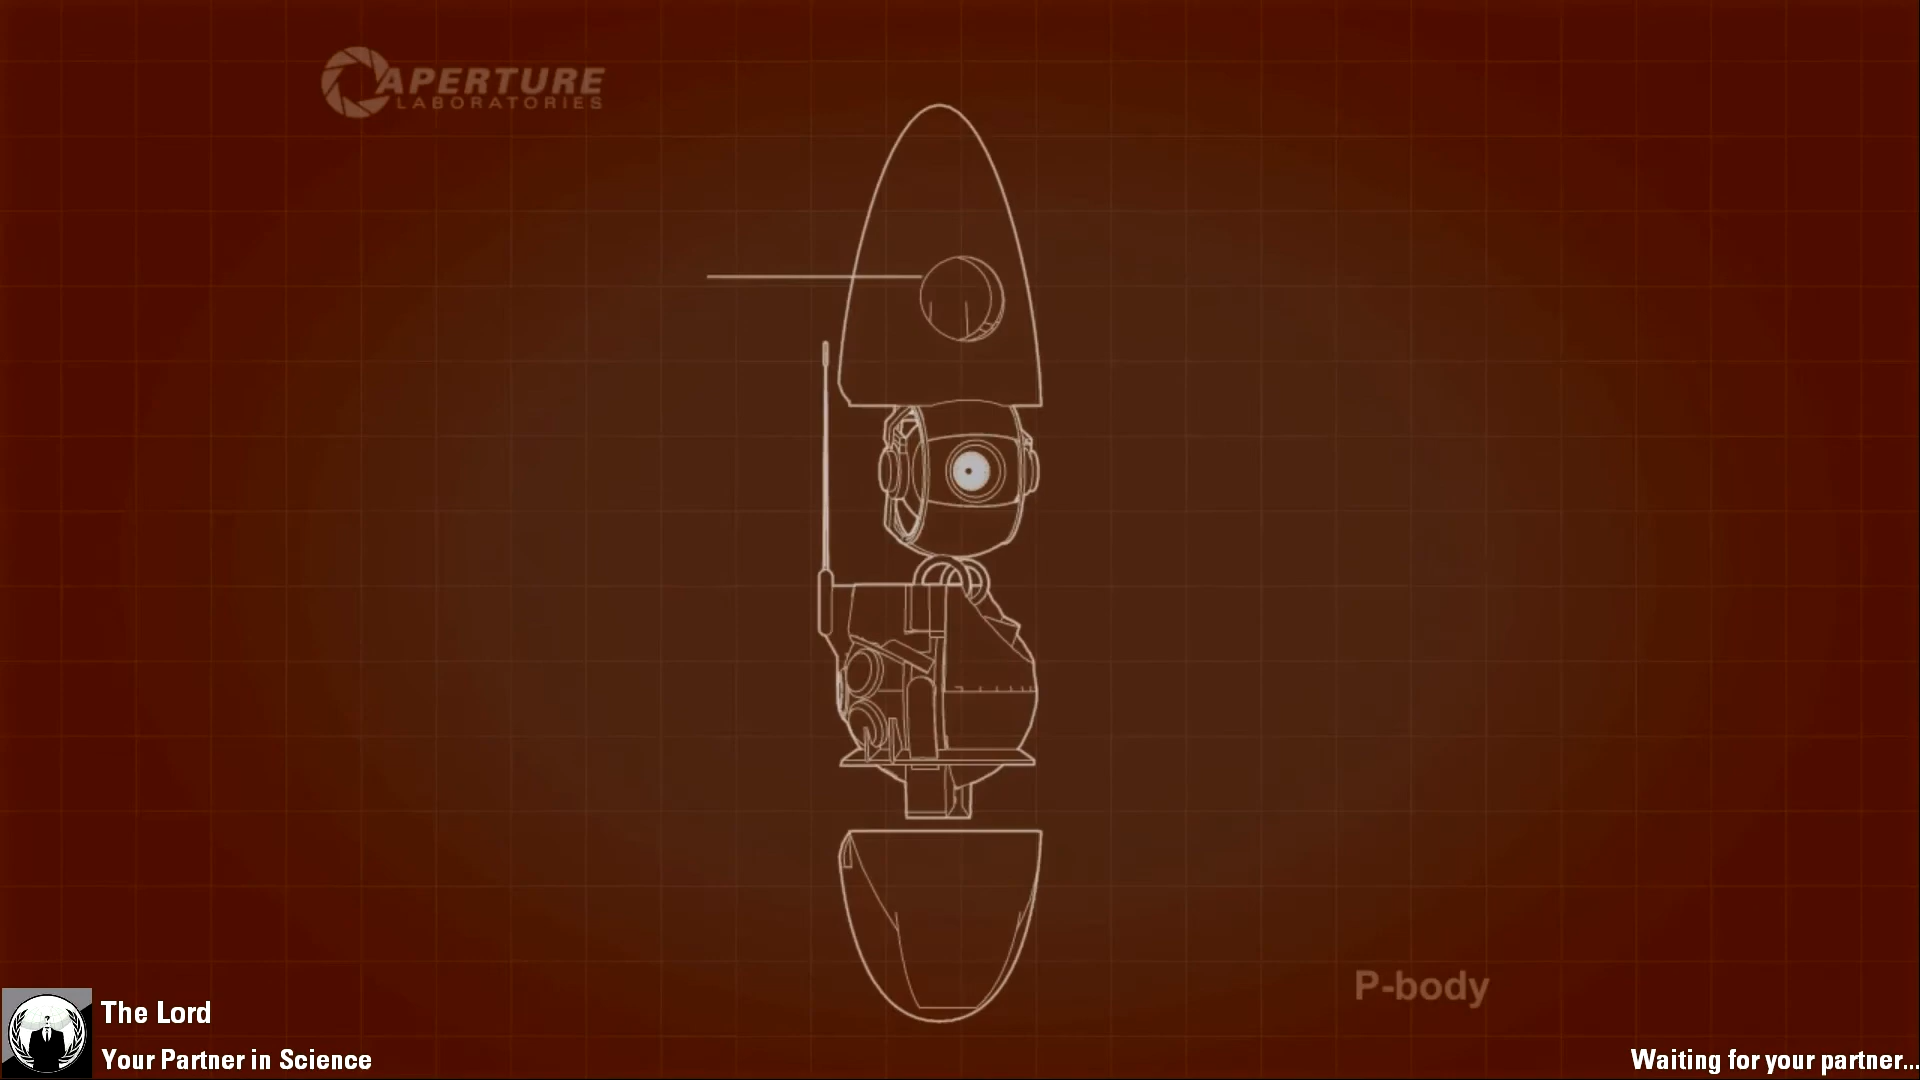 APERTURE
LABORATORIES
P-body
The Lord
Your Partner in Science
Waiting for your partner...